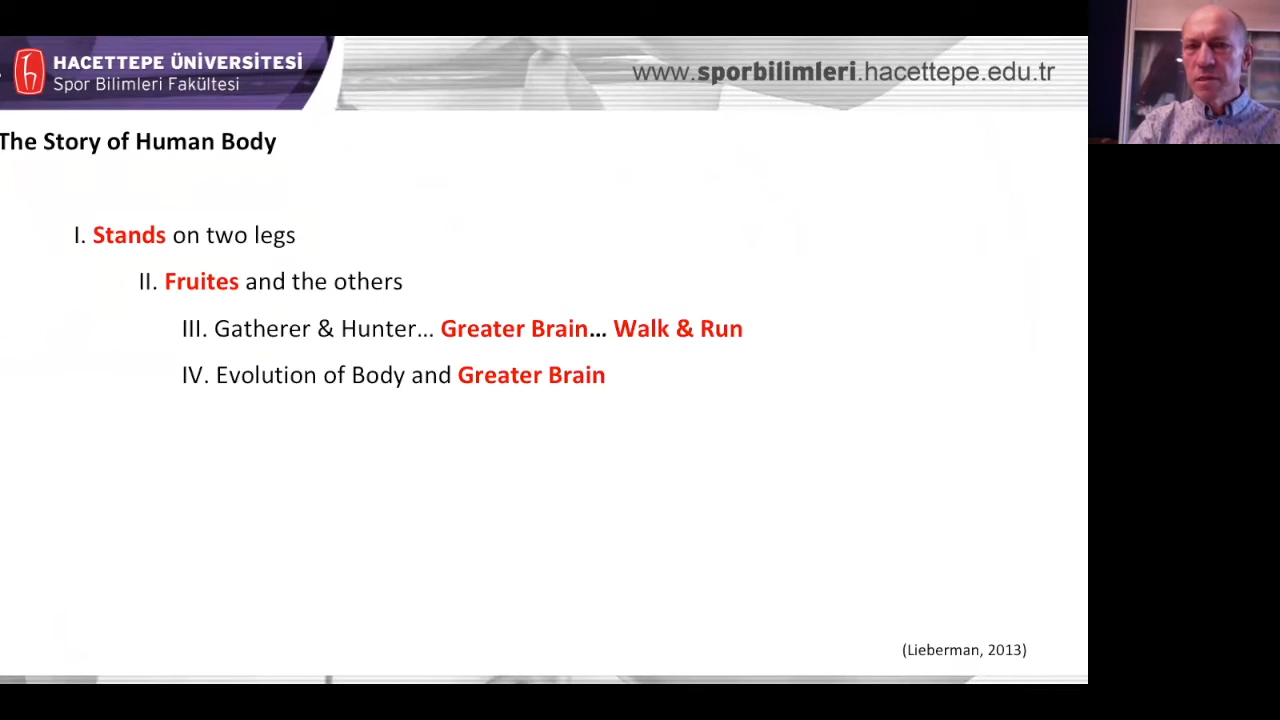 HACETTEPE ÜNİVERSİTESİ
Spor Bilimleri Fakültesi
www.sporbilimleri.hacettepe.edu.tr
The Story of Human Body
I. Stands on two legs
II. Fruites and the others
III. Gatherer & Hunter... Greater Brain... Walk & Run
IV. Evolution of Body and Greater Brain
(Lieberman, 2013)